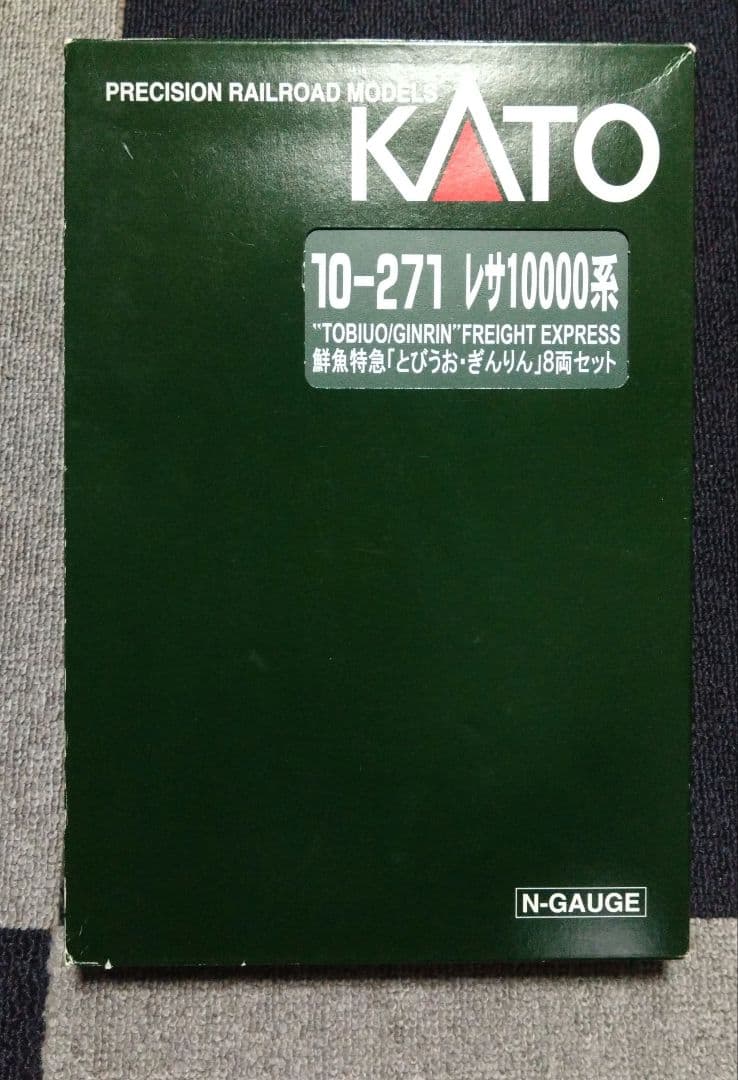 PRECISION RAILROAD MODELS
KATO
10-271 レサ10000系
"TOBIUO/GINRIN"FREIGHT EXPRESS
鮮魚特急「とびうお・ぎんりん」8両セット
N-GAUGE